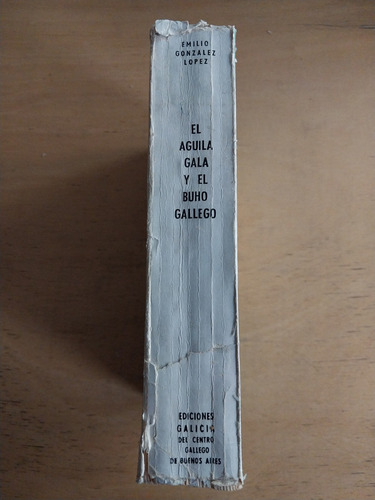 EMILIO
GONZALEZ
LOPEZ
EL
AGUILA
GALA
Y EL
BUHO
GALLEGO
EDICIONES
GALICIA
DEL CENTRO
GALLEGO
DE BUENOS AIRES